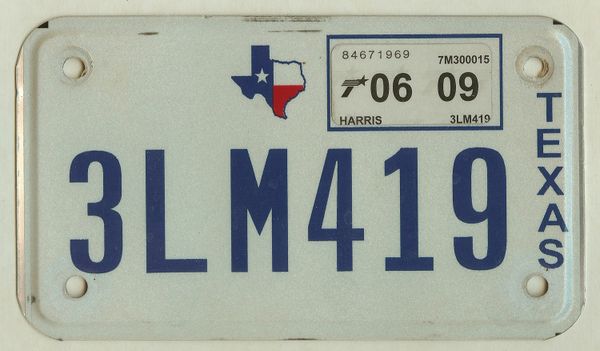 84671969 7M300015
06 09
HARRIS 3LM419
3LM419
TEXAS